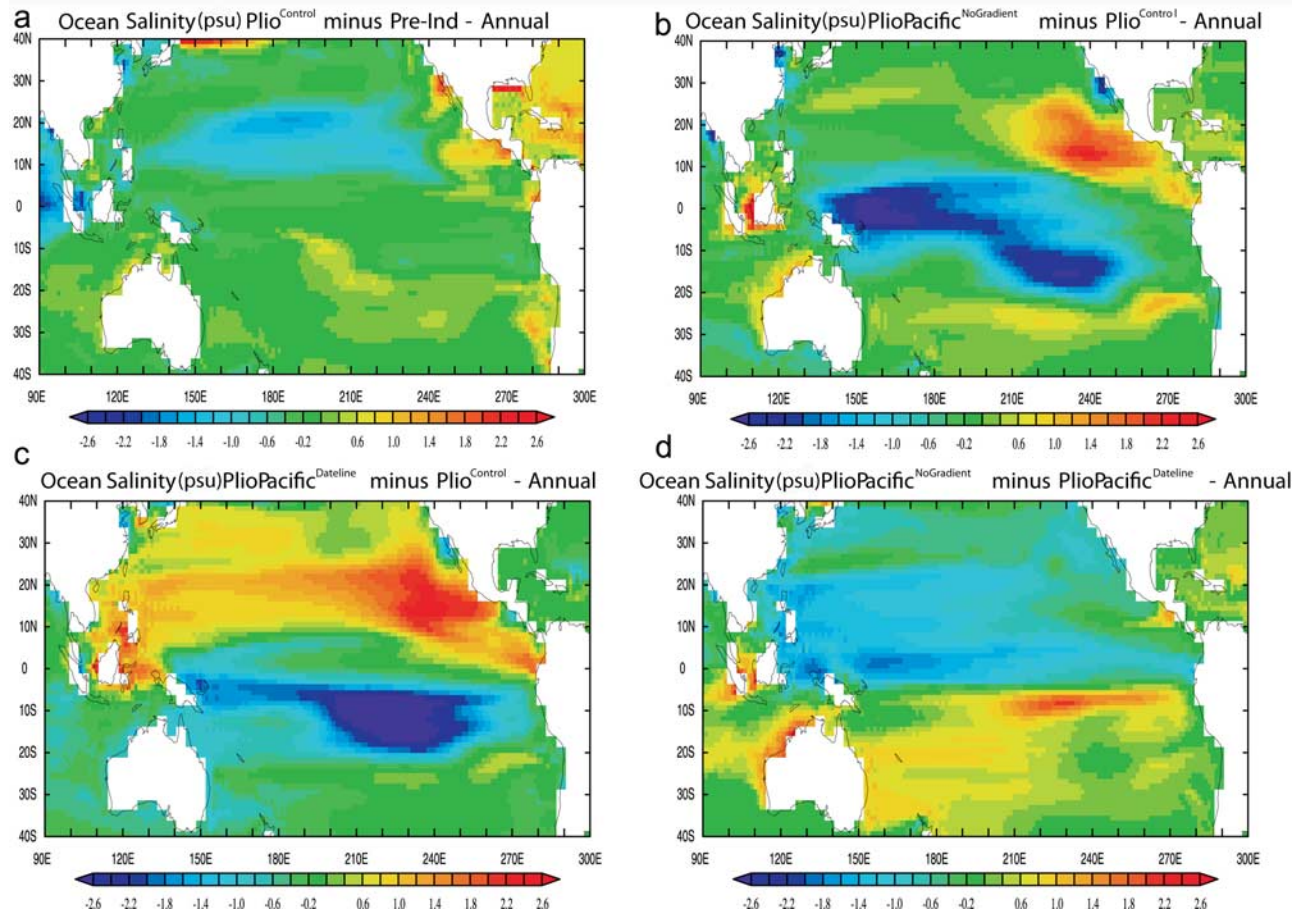 a
Ocean Salinity(psu) Plio^Control minus Pre-Ind - Annual
40N
30N
20N
10N
0
10S
20S
30S
40S
90E 120E 150E 180E 210E 240E 270E 300E
-2.6 -2.2 -1.8 -1.4 -1.0 -0.6 -0.2 0.6 1.0 1.4 1.8 2.2 2.6
b
Ocean Salinity(psu)PlioPacific^NoGradient minus Plio^Control - Annual
40N
30N
20N
10N
0
10S
20S
30S
40S
90E 120E 150E 180E 210E 240E 270E 300E
-2.6 -2.2 -1.8 -1.4 -1.0 -0.6 -0.2 0.6 1.0 1.4 1.8 2.2 2.6
c
Ocean Salinity(psu)PlioPacific^Dateline minus Plio^Control - Annual
40N
30N
20N
10N
0
10S
20S
30S
40S
90E 120E 150E 180E 210E 240E 270E 300E
-2.6 -2.2 -1.8 -1.4 -1.0 -0.6 -0.2 0.6 1.0 1.4 1.8 2.2 2.6
d
Ocean Salinity(psu)PlioPacific^NoGradient minus PlioPacific^Dateline - Annual
40N
30N
20N
10N
0
10S
20S
30S
40S
90E 120E 150E 180E 210E 240E 270E 300E
-2.6 -2.2 -1.8 -1.4 -1.0 -0.6 -0.2 0.6 1.0 1.4 1.8 2.2 2.6